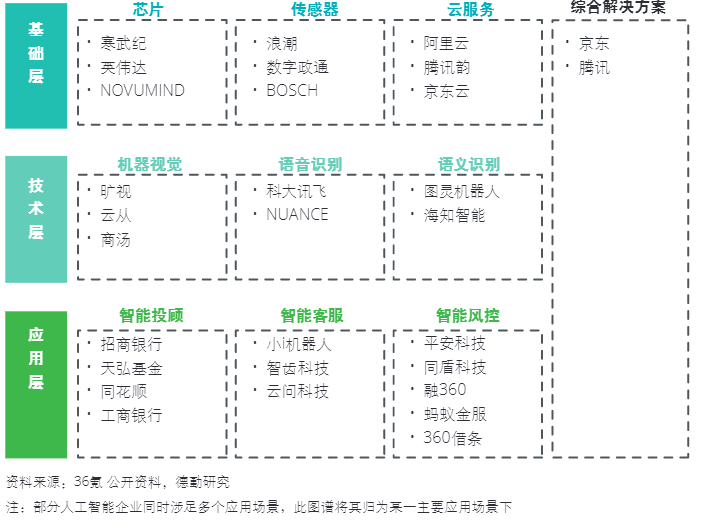 芯片
传感器
云服务
综合解决方案
基础层
寒武纪
英伟达
NOVUMIND
浪潮
数字政通
BOSCH
阿里云
腾讯韵
京东云
京东
腾讯
技术层
机器视觉
语音识别
语义识别
旷视
云从
商汤
科大讯飞
NUANCE
图灵机器人
海知智能
应用层
智能投顾
智能客服
智能风控
招商银行
天弘基金
同花顺
工商银行
小i机器人
智齿科技
云问科技
平安科技
同盾科技
融360
蚂蚁金服
360借条
资料来源：36氪 公开资料，德勤研究
注：部分人工智能企业同时涉足多个应用场景，此图谱将其归为某一主要应用场景下